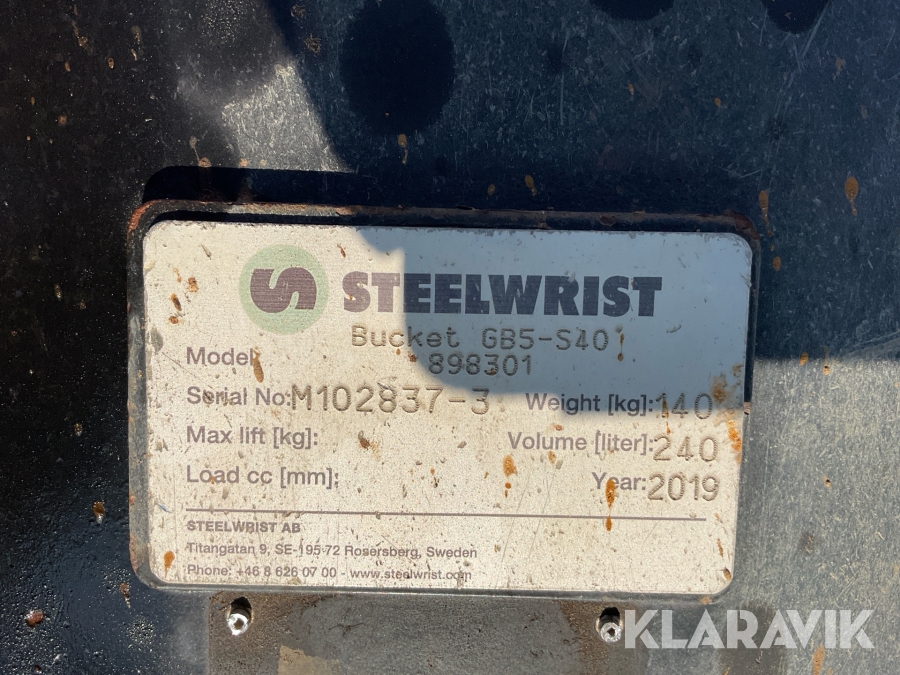 STEELWRIST
Bucket GB5-S40
Model 898301
Serial No: M102837-3 Weight [kg]: 140
Max lift [kg]: Volume [liter]: 240
Load cc [mm]: Year: 2019
STEELWRIST AB
Titangatan 9, SE-195 72 Rosersberg, Sweden
Phone: +46 8 626 07 00 - www.steelwrist.com
KLARAVIK